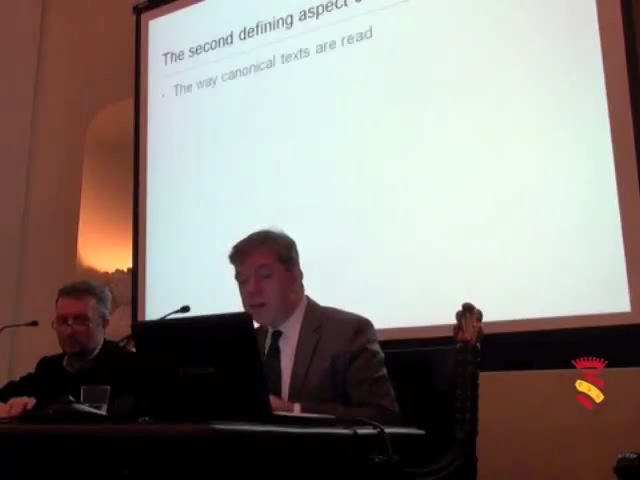 The second defining aspect
• The way canonical texts are read